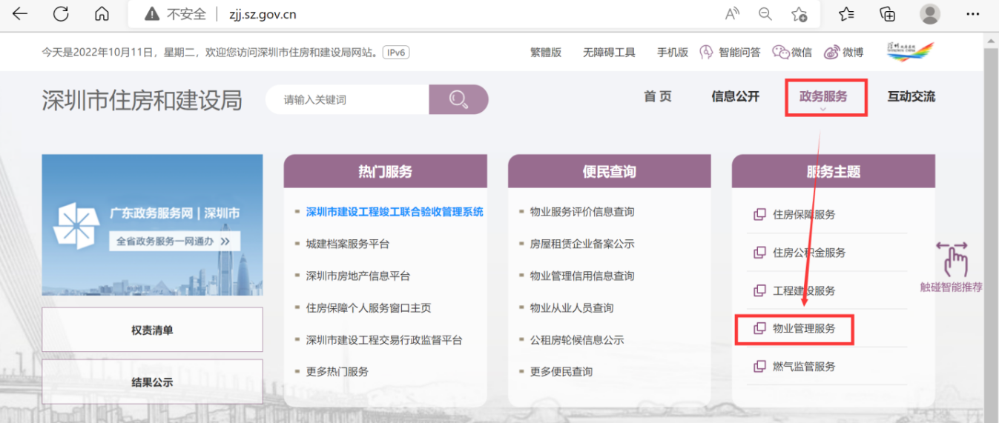 不安全 | zjj.sz.gov.cn
今天是2022年10月11日，星期二，欢迎您访问深圳市住房和建设局网站。 IPv6 繁體版 无障碍工具 手机版 智能问答 微信 微博
深圳市住房和建设局 请输入关键词 首页 信息公开 政务服务 互动交流
广东政务服务网 | 深圳市
全省政务服务一网通办 >>
权责清单
结果公示
热门服务
深圳市建设工程竣工联合验收管理系统
城建档案服务平台
深圳市房地产信息平台
住房保障个人服务窗口主页
深圳市建设工程交易行政监督平台
更多热门服务
便民查询
物业服务评价信息查询
房屋租赁企业备案公示
物业管理信用信息查询
物业从业人员查询
公租房轮候信息公示
更多便民查询
服务主题
住房保障服务
住房公积金服务
工程建设服务
物业管理服务
燃气监管服务
触碰智能推荐